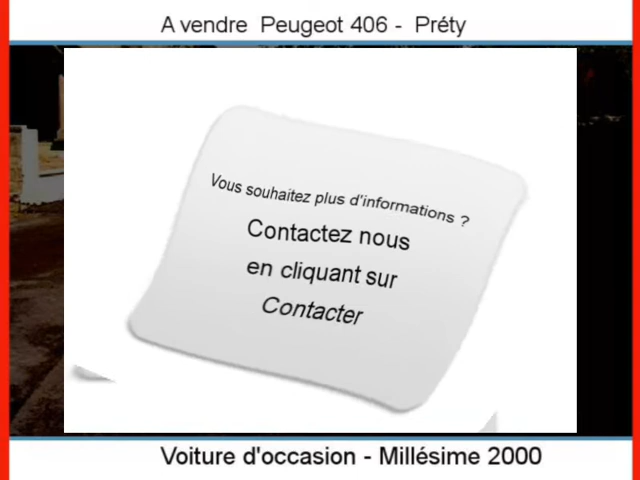 A vendre Peugeot 406 - Préty
Vous souhaitez plus d'informations ?
Contactez nous
en cliquant sur
Contacter
Voiture d'occasion - Millésime 2000